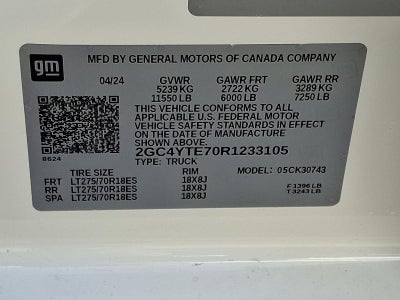 gm
MFD BY GENERAL MOTORS OF CANADA COMPANY
04/24 GVWR GAWR FRT GAWR RR
5239 KG 2722 KG 3289 KG
11550 LB 6000 LB 7250 LB
THIS VEHICLE CONFORMS TO ALL
APPLICABLE U.S. FEDERAL MOTOR
VEHICLE SAFETY STANDARDS IN EFFECT
ON THE DATE OF MANUFACTURE
SHOWN ABOVE.
8624
2GC4YTE70R1233105
TYPE: TRUCK
TIRE SIZE RIM MODEL: 05CK30743
FRT LT275/70R18ES 18X8J F 1396 LB
RR LT275/70R18ES 18X8J T 3243 LB
SPA LT275/70R18ES 18X8J